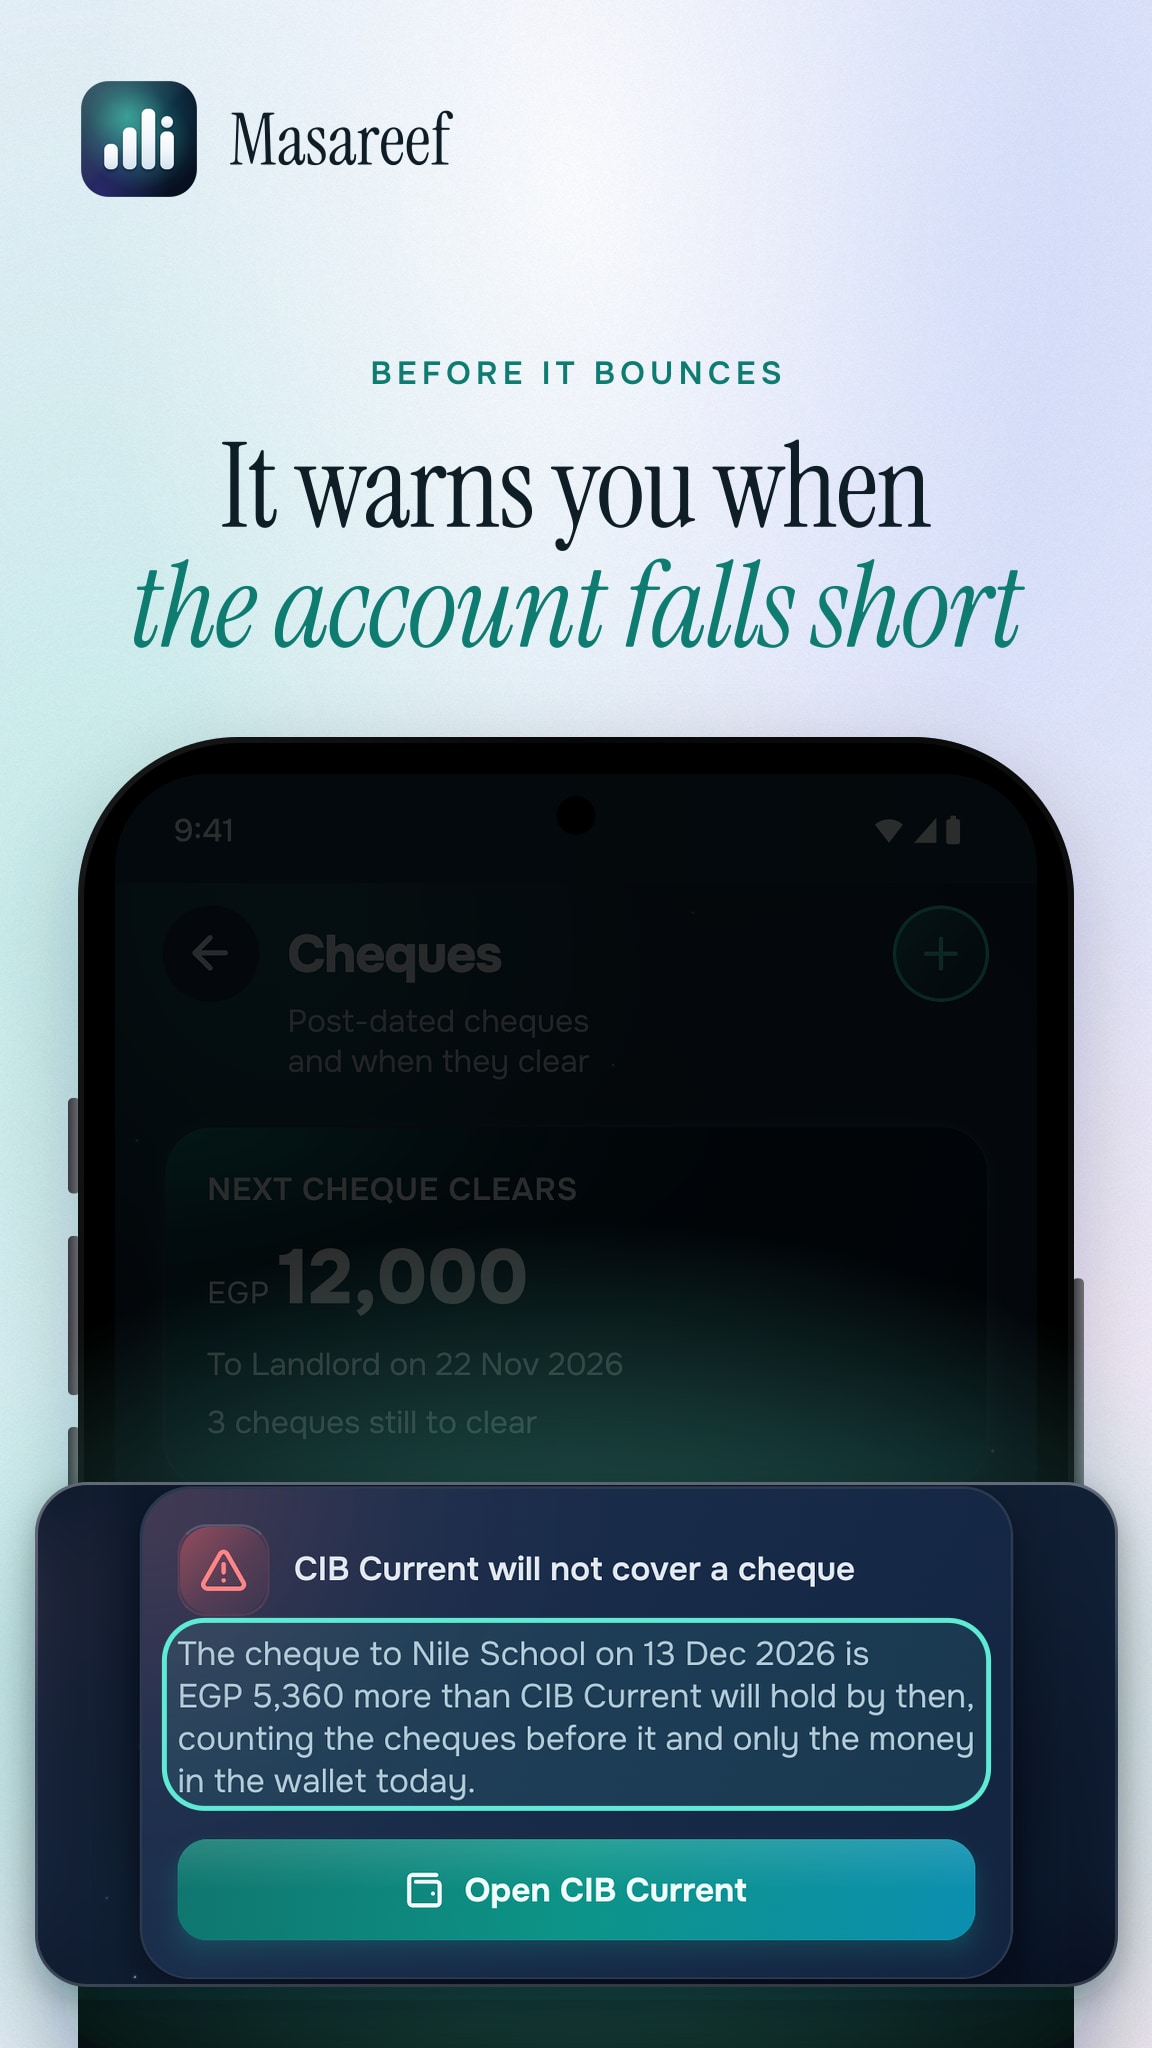 Masareef
BEFORE IT BOUNCES
It warns you when
the account falls short
9:41
Cheques
Post-dated cheques
and when they clear
NEXT CHEQUE CLEARS
EGP 12,000
To Landlord on 22 Nov 2026
3 cheques still to clear
CIB Current will not cover a cheque
The cheque to Nile School on 13 Dec 2026 is
EGP 5,360 more than CIB Current will hold by then,
counting the cheques before it and only the money
in the wallet today.
Open CIB Current